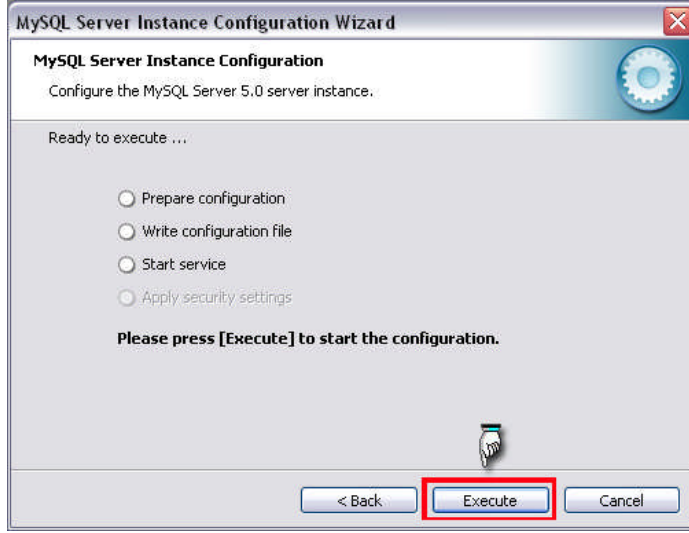 MySQL Server Instance Configuration Wizard
MySQL Server Instance Configuration
Configure the MySQL Server 5.0 server instance.
Ready to execute ...
Prepare configuration
Write configuration file
Start service
Apply security settings
Please press [Execute] to start the configuration.
< Back Execute Cancel